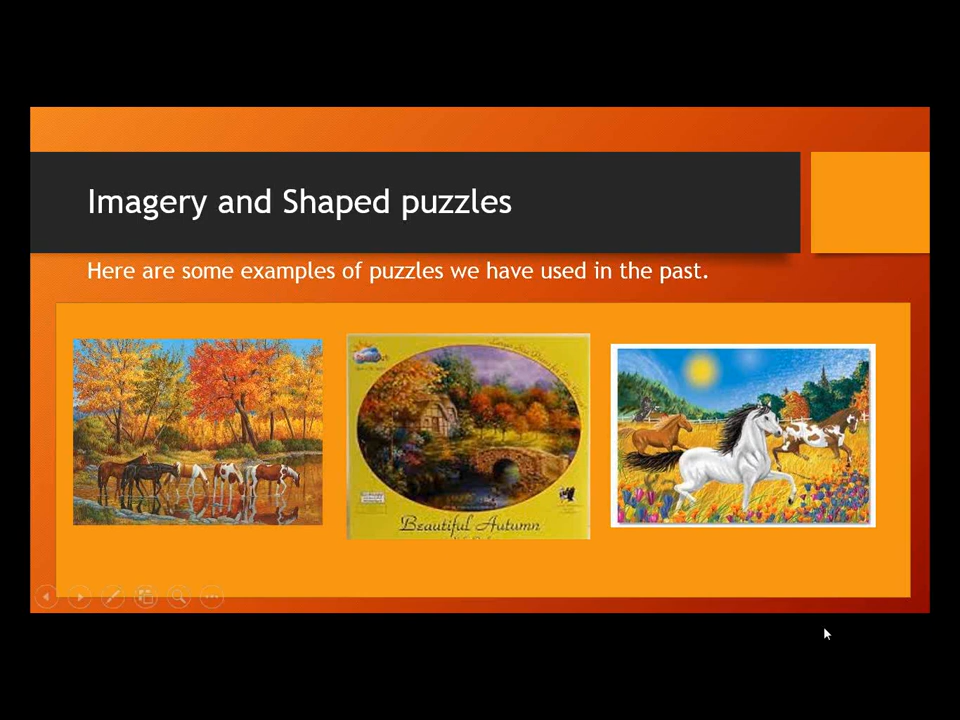 Imagery and Shaped puzzles
Here are some examples of puzzles we have used in the past.
Beautiful Autumn